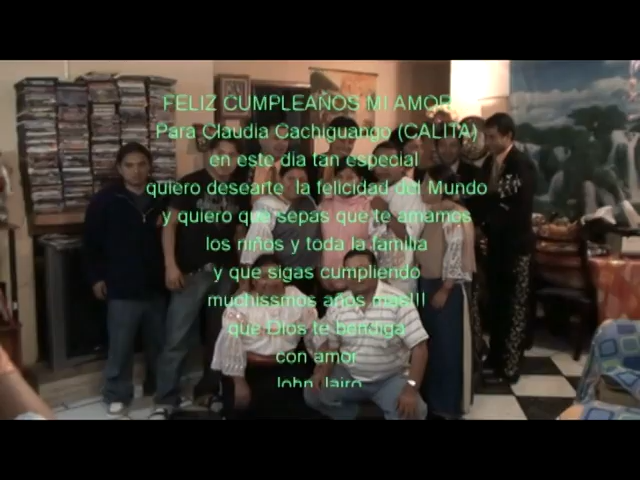 FELIZ CUMPLEAÑOS MI AMOR
Para Claudia Cachiguango (CALITA)
en este día tan especial
quiero desearte la felicidad del Mundo
y quiero que sepas que te amamos
los niños y toda la familia
y que sigas cumpliendo
muchissmos años mas!!!
que Dios te bendiga
con amor
John Jairo